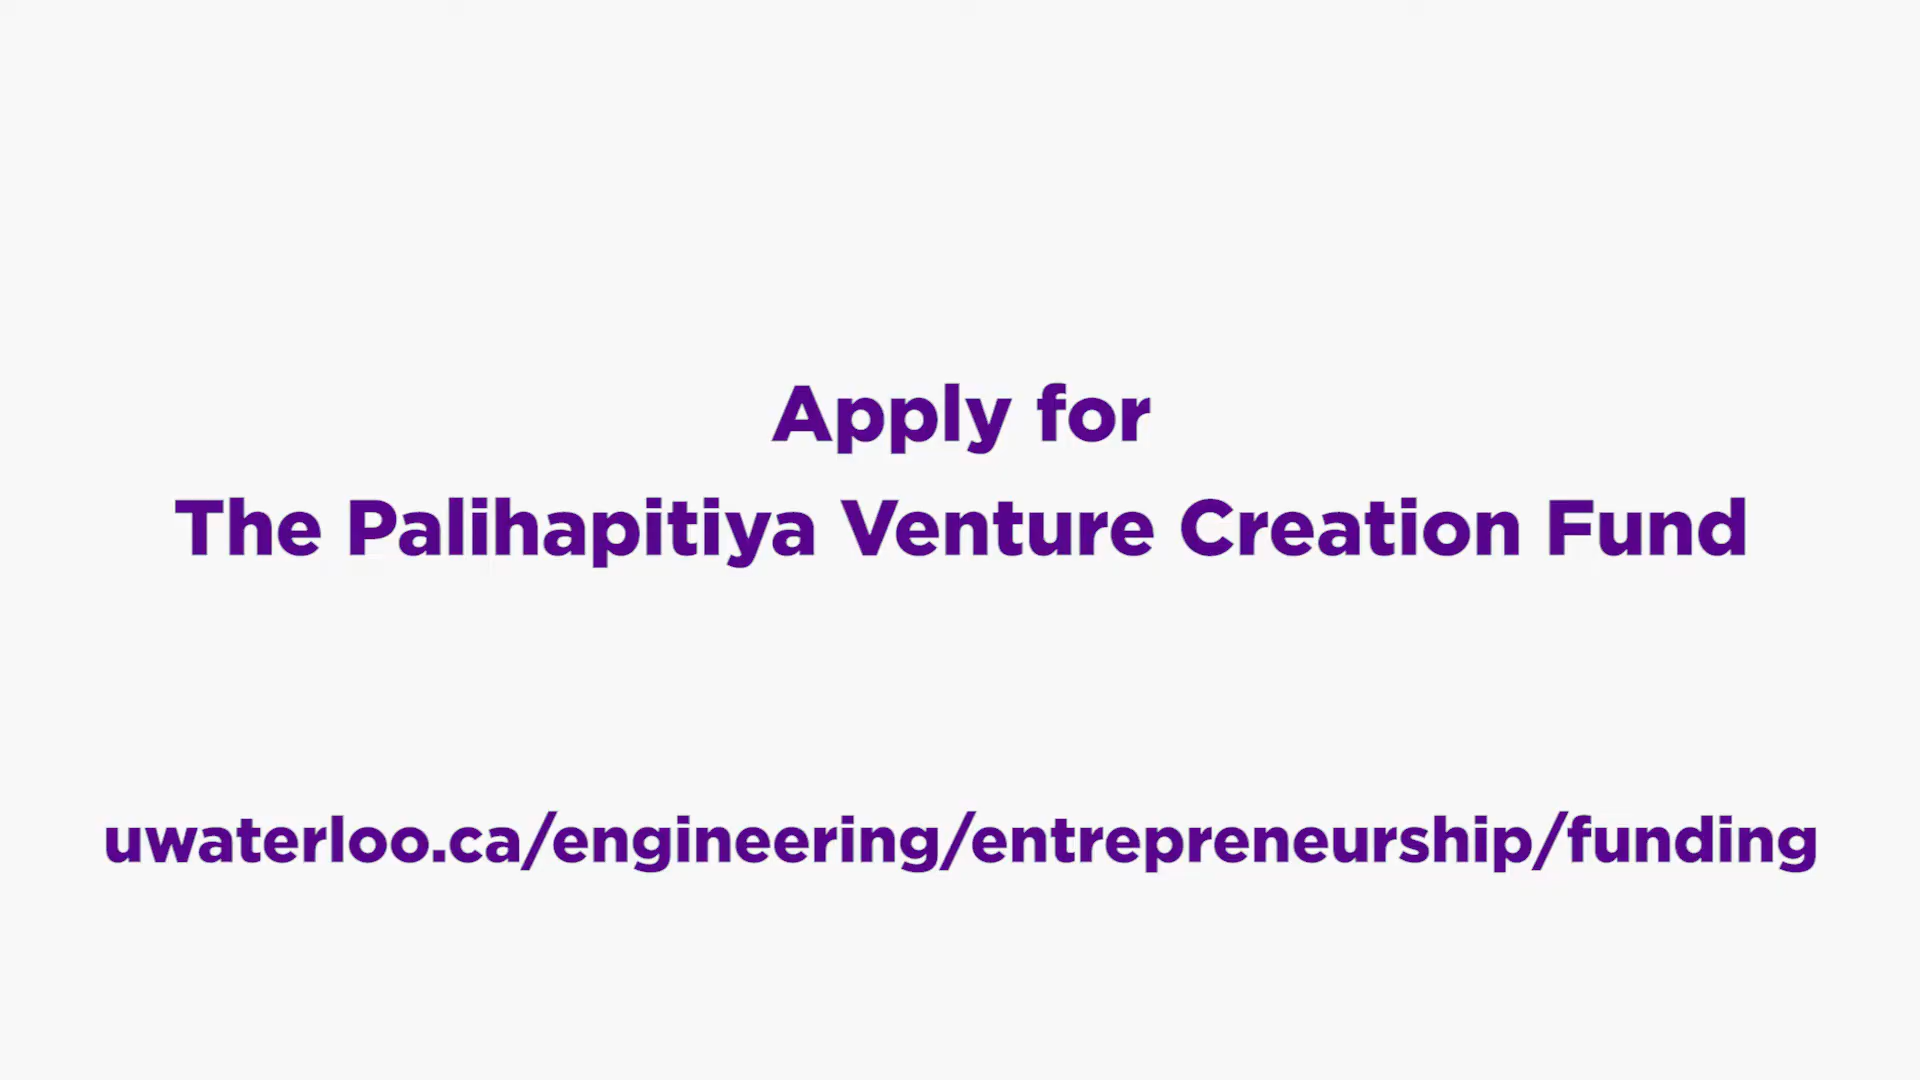 Apply for
The Palihapitiya Venture Creation Fund
uwaterloo.ca/engineering/entrepreneurship/funding